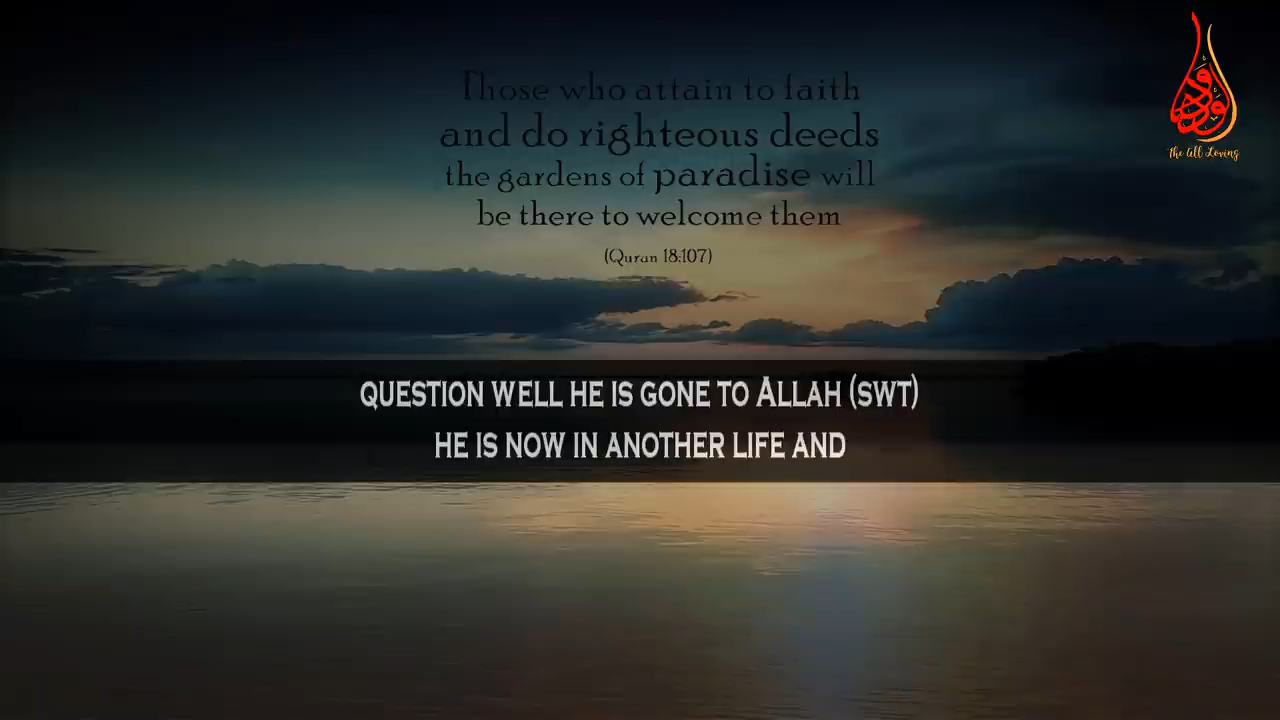 Those who attain to faith
and do righteous deeds
the gardens of paradise will
be there to welcome them
(Quran 18:107)
الودود
The All Loving
QUESTION WELL HE IS GONE TO ALLAH (SWT)
HE IS NOW IN ANOTHER LIFE AND